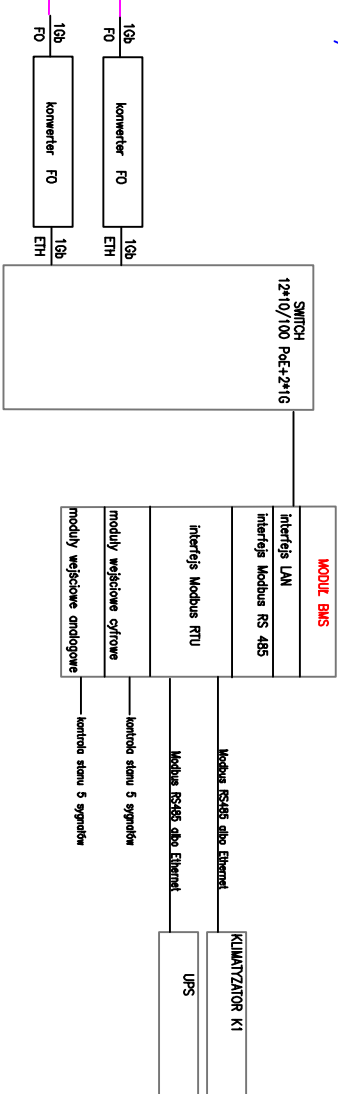 1Gb
FO
1Gb
FO
konwerter FO
konwerter FO
1Gb
ETH
1Gb
ETH
SWITCH
12*10/100 PoE+2*1G
MODUŁ BMS
interfejs LAN
interfejs Modbus RS 485
interfejs Modbus RTU
moduły wejściowe cyfrowe
moduły wejściowe analogowe
Modbus RS485 albo Ethernet
Modbus RS485 albo Ethernet
kontrola stanu 5 sygnałów
kontrola stanu 5 sygnałów
KLIMATYZATOR K1
UPS